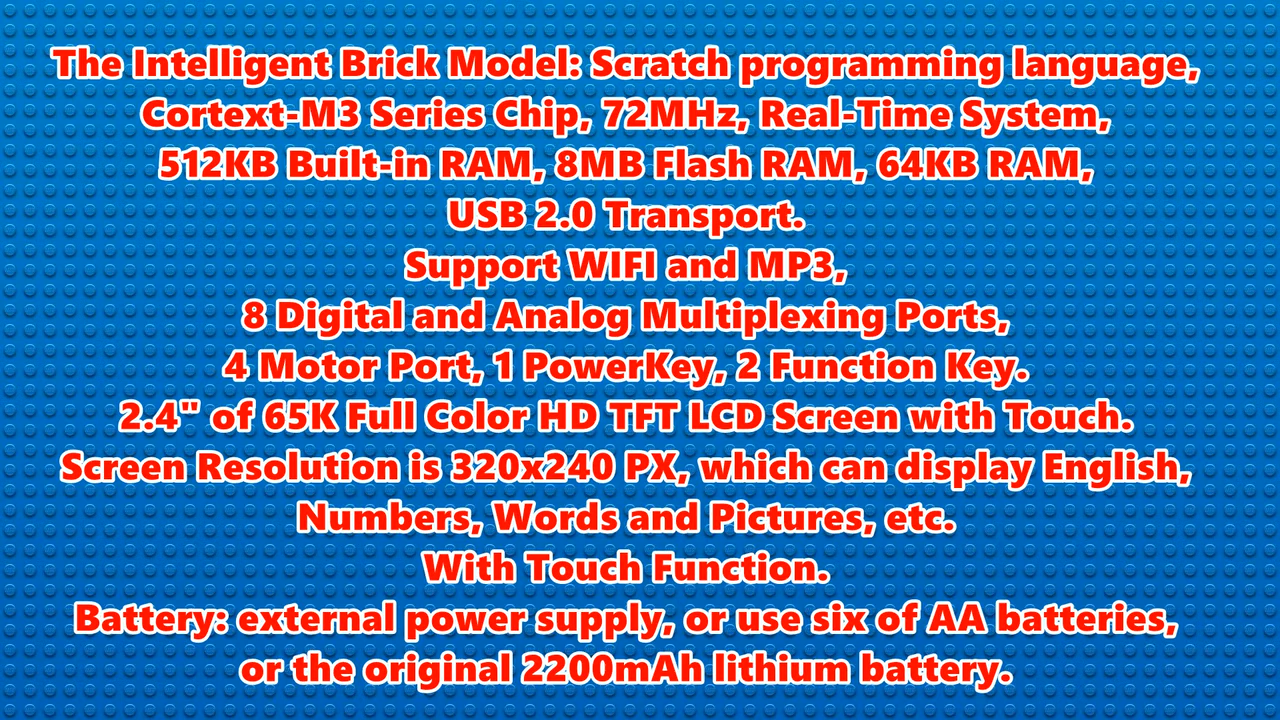 The Intelligent Brick Model: Scratch programming language,
Cortext-M3 Series Chip, 72MHz, Real-Time System,
512KB Built-in RAM, 8MB Flash RAM, 64KB RAM,
USB 2.0 Transport.
Support WIFI and MP3,
8 Digital and Analog Multiplexing Ports,
4 Motor Port, 1 PowerKey, 2 Function Key.
2.4" of 65K Full Color HD TFT LCD Screen with Touch.
Screen Resolution is 320x240 PX, which can display English,
Numbers, Words and Pictures, etc.
With Touch Function.
Battery: external power supply, or use six of AA batteries,
or the original 2200mAh lithium battery.